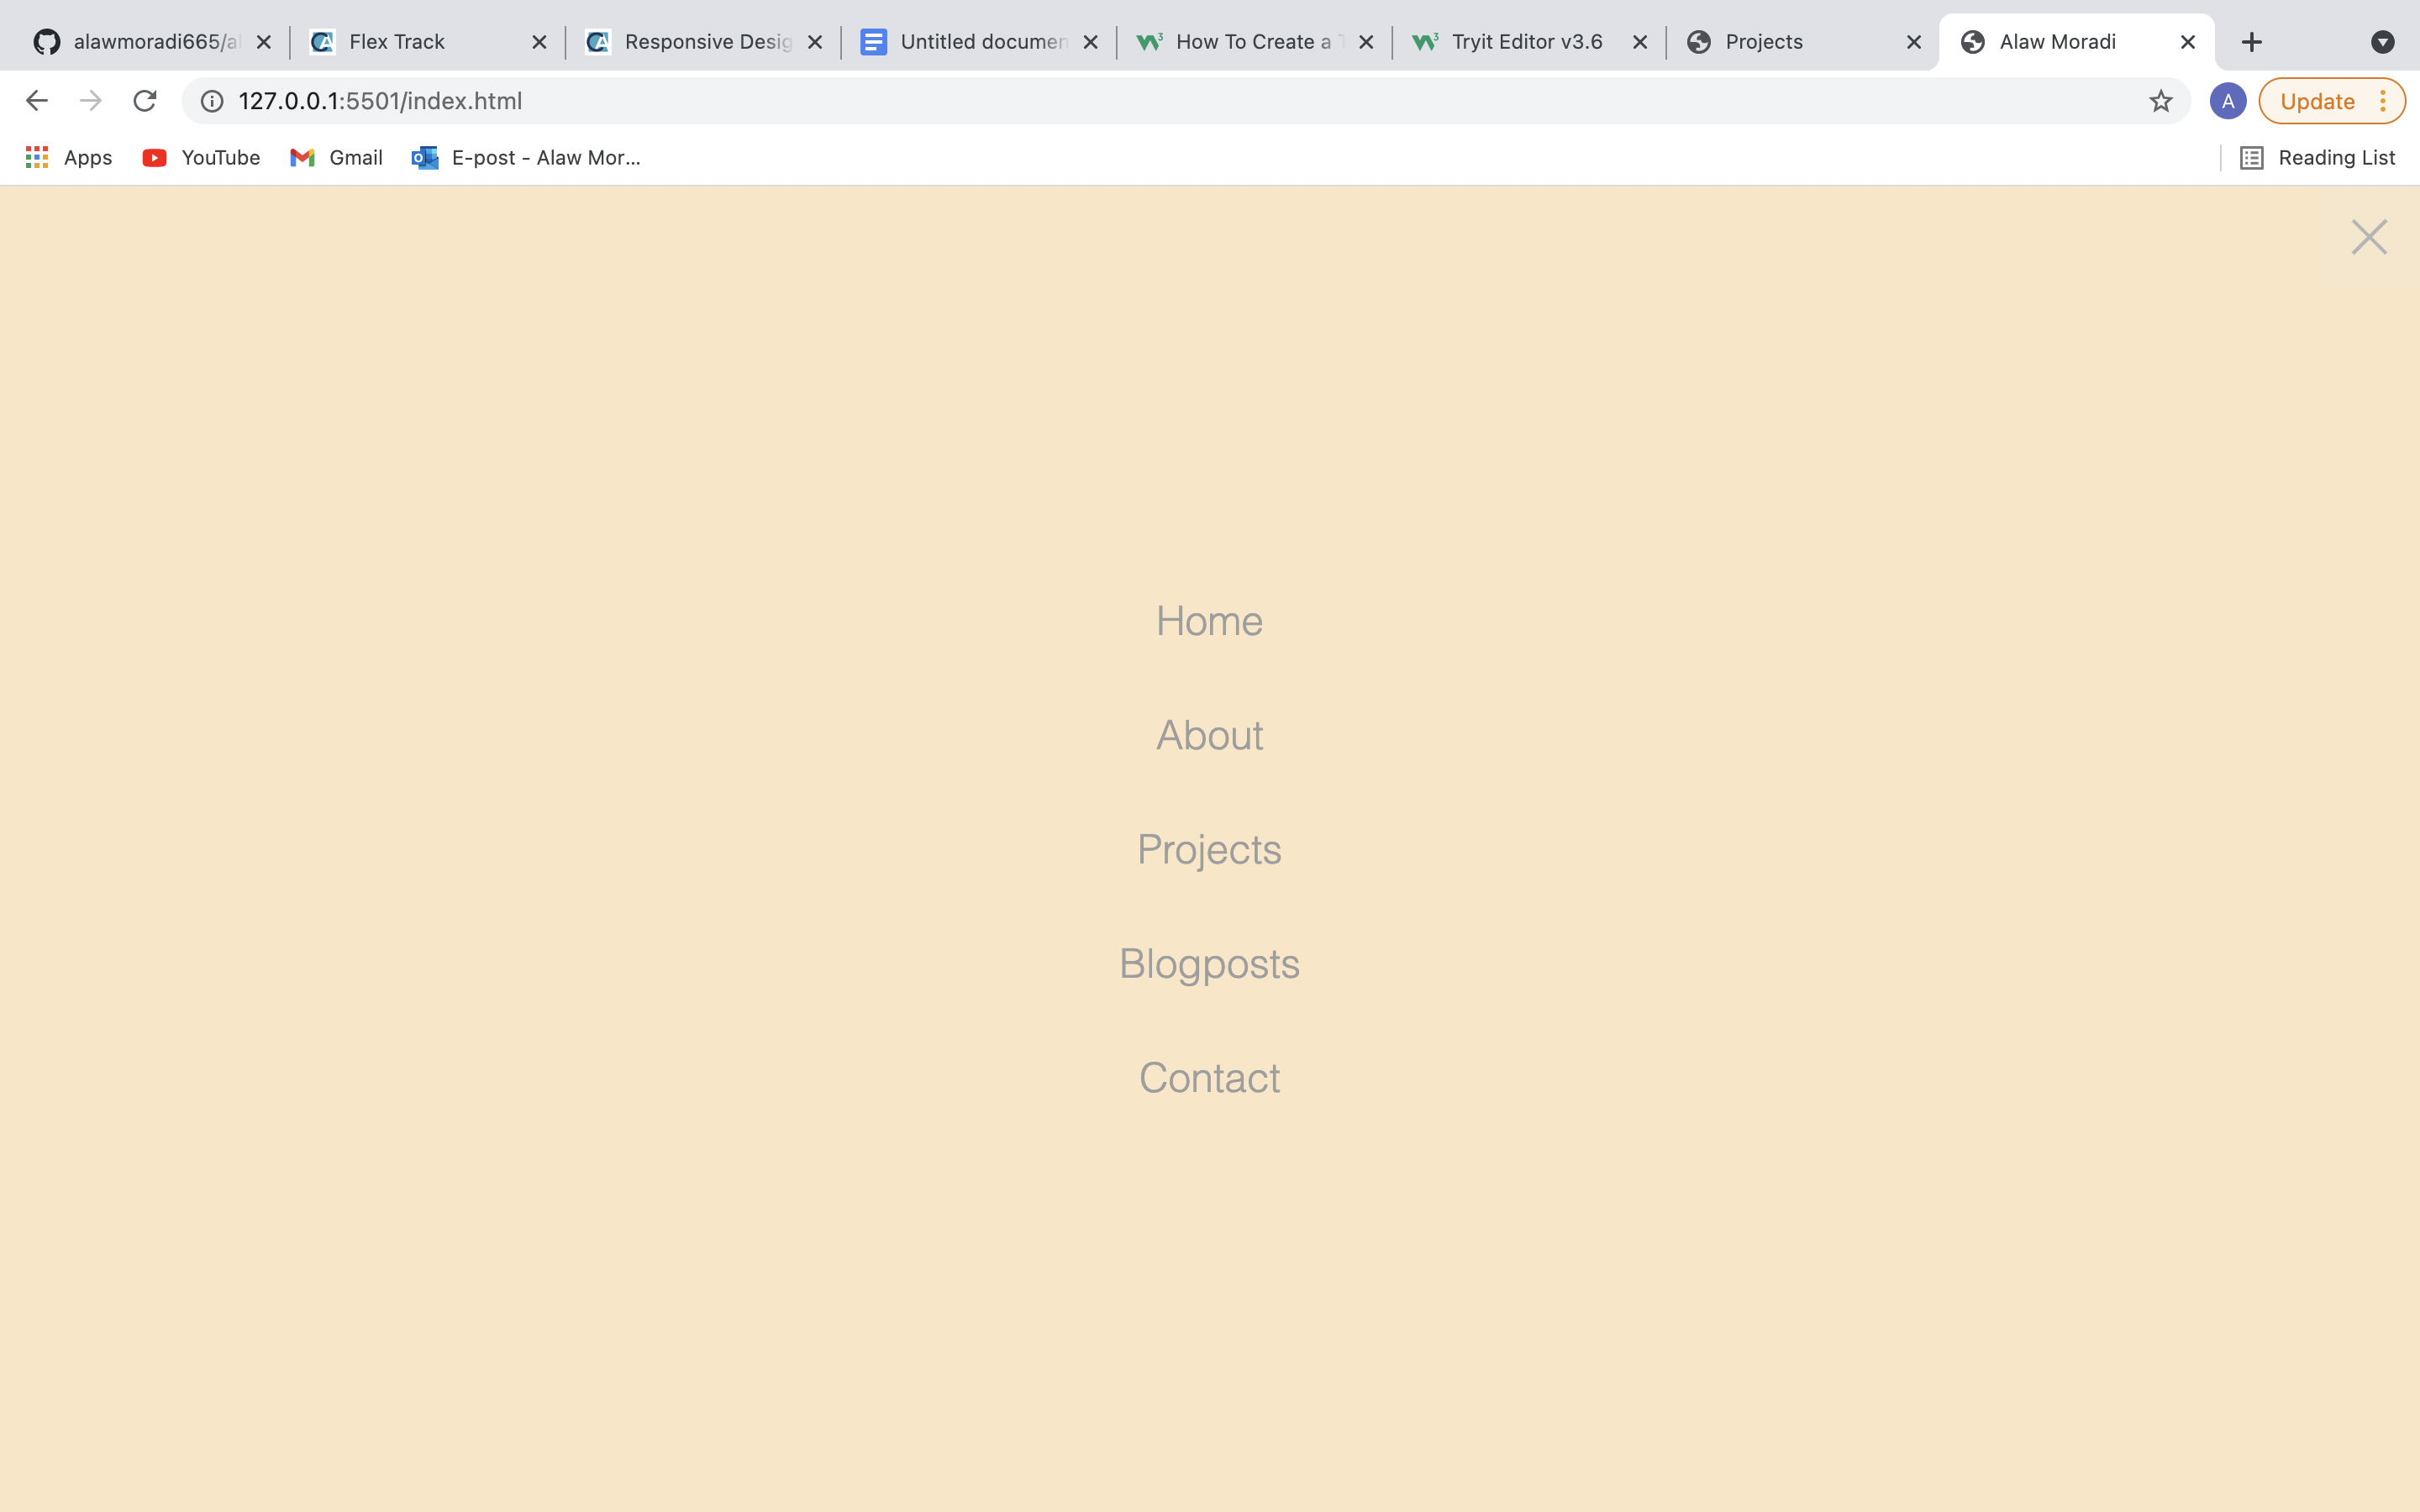 alawmoradi665/al Flex Track Responsive Desig Untitled documen How To Create a T Tryit Editor v3.6 Projects Alaw Moradi
127.0.0.1:5501/index.html A Update
Apps YouTube Gmail E-post - Alaw Mor... Reading List
Home
About
Projects
Blogposts
Contact